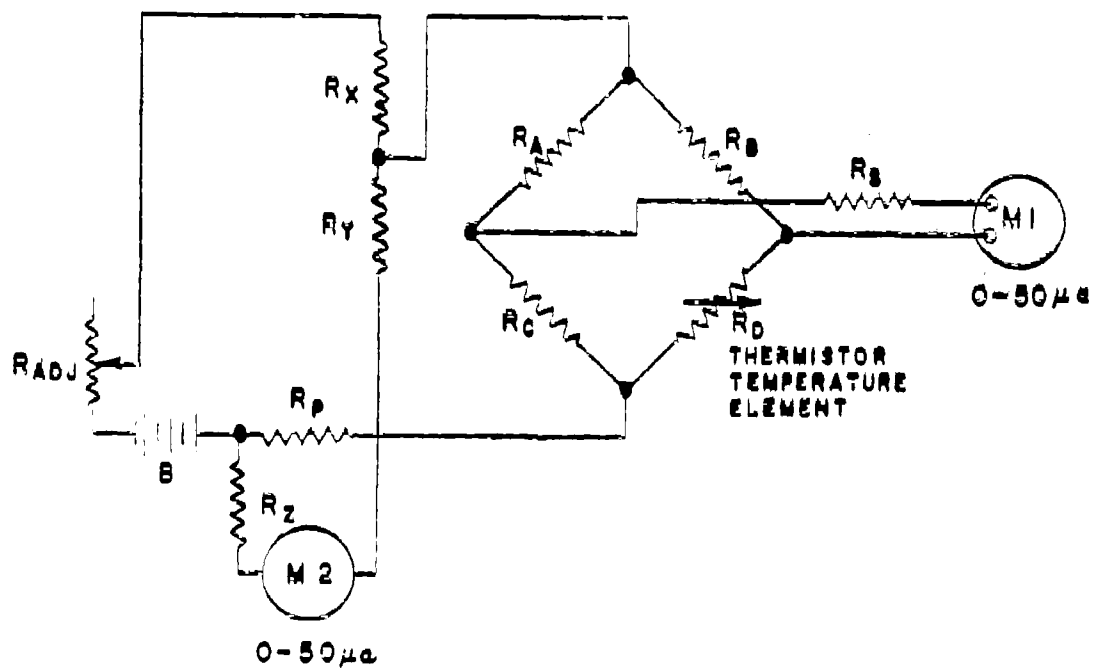 RX
RA
RB
RS
M1
RY
0-50µa
RC
RD
RADJ
THERMISTOR
TEMPERATURE
ELEMENT
RP
B
RZ
M2
0-50µa